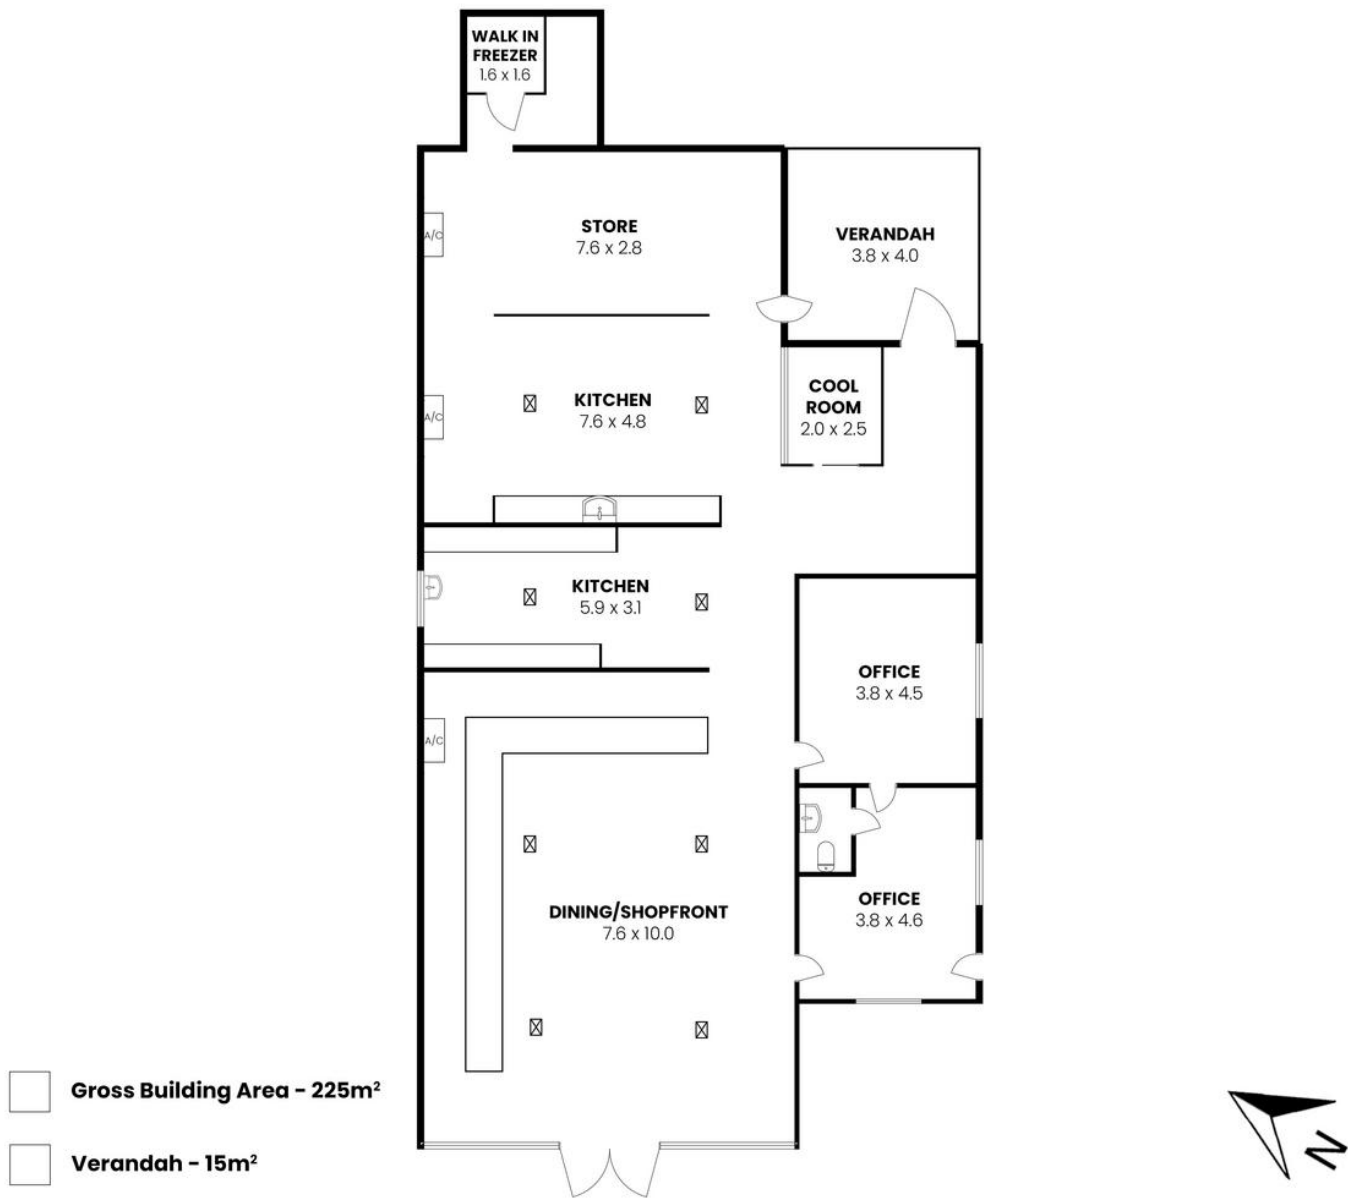 WALK IN
FREEZER
1.6 x 1.6
STORE
7.6 x 2.8
A/C
VERANDAH
3.8 x 4.0
KITCHEN
7.6 x 4.8
A/C
COOL
ROOM
2.0 x 2.5
KITCHEN
5.9 x 3.1
OFFICE
3.8 x 4.5
A/C
DINING/SHOPFRONT
7.6 x 10.0
OFFICE
3.8 x 4.6
Gross Building Area - 225m²
Verandah - 15m²
N